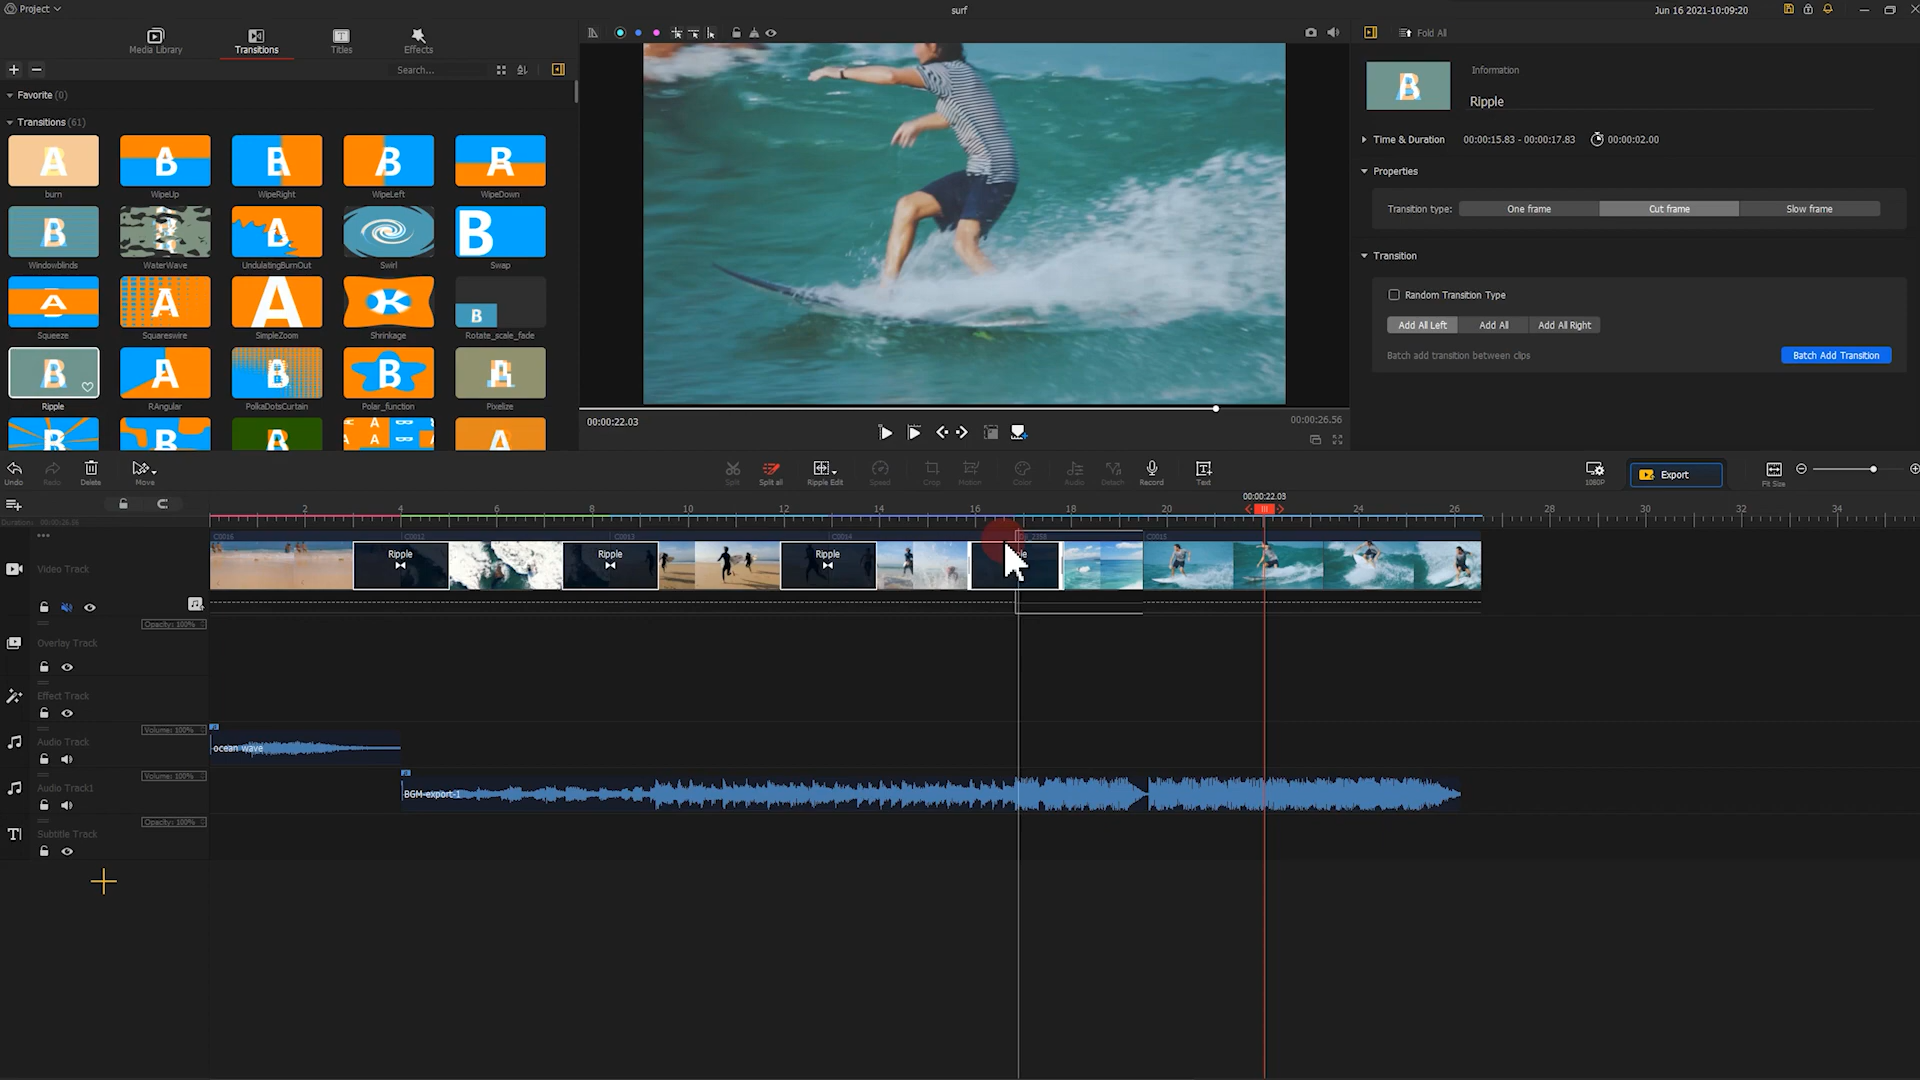 Project
surf
Jun 16 2021-10:09:20
Media Library
Transitions
Titles
Effects
Search...
Favorite (0)
Transitions (61)
A
B
B
B
R
burn
WipeUp
WipeRight
WipeLeft
WipeDown
B
B
Windowblinds
WaterWave
UndulatingBurnOut
Swirl
Swap
A
A
A
B
Squeeze
Squareswire
SimpleZoom
Shrinkage
Rotate_scale_fade
B
A
B
B
Ripple
RAngular
PolkaDotsCurtain
Polar_function
Pixelize
00:00:22.03
00:00:26.56
Fold All
B
Information
Ripple
Time & Duration
00:00:15.83 - 00:00:17.83
00:00:02.00
Properties
Transition type:
One frame
Cut frame
Slow frame
Transition
Random Transition Type
Add All Left
Add All
Add All Right
Batch add transition between clips
Batch Add Transition
Undo
Redo
Delete
Move
Split
Split all
Ripple Edit
Speed
Crop
Motion
Color
Audio
Detach
Record
Text
1080P
Export
Fit Size
00:00:22.03
2
4
6
8
10
12
14
16
18
20
24
26
28
30
32
34
Duration: 00:00:26.56
C0016
C0012
C0013
C0014
C0015
Video Track
Ripple
Ripple
Ripple
Opacity: 100%
Overlay Track
Effect Track
Volume: 100%
Audio Track
ocean wave
Volume: 100%
Audio Track1
BGM-export-1
Opacity: 100%
Subtitle Track